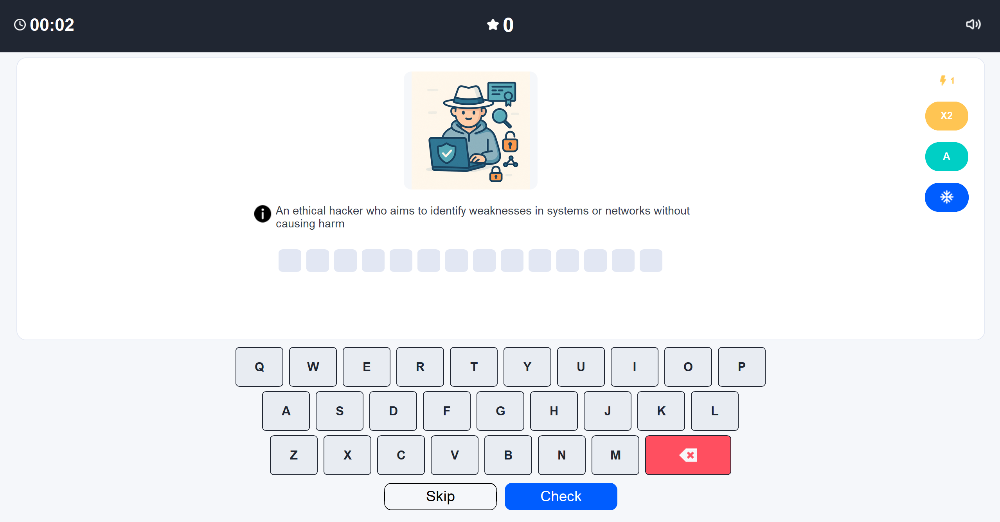 00:02
0
1
X2
A
An ethical hacker who aims to identify weaknesses in systems or networks without
causing harm
Q W E R T Y U I O P
A S D F G H J K L
Z X C V B N M
Skip Check